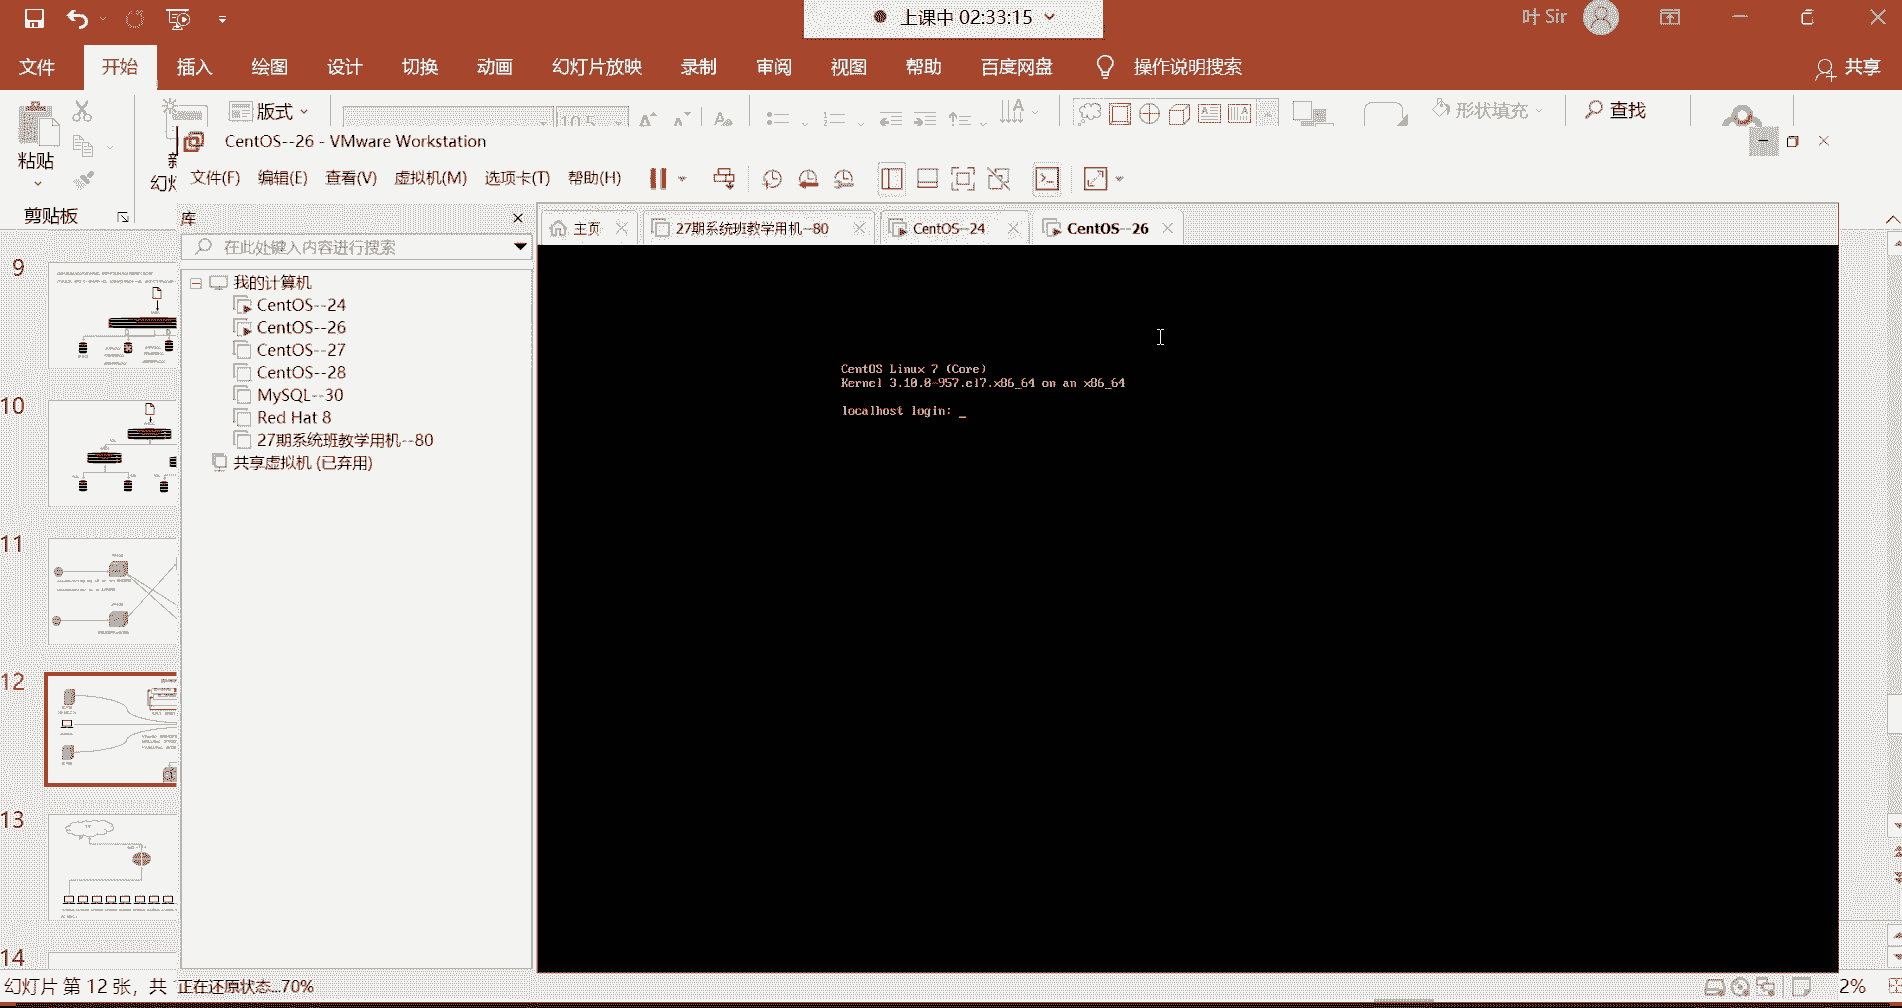 上课中 02:33:15
叶 Sir
文件 开始 插入 绘图 设计 切换 动画 幻灯片放映 录制 审阅 视图 帮助 百度网盘 操作说明搜索 共享
粘贴
剪贴板
版式
10.5
形状填充
查找
CentOS--26 - VMware Workstation
文件(F) 编辑(E) 查看(V) 虚拟机(M) 选项卡(T) 帮助(H)
库
在此处键入内容进行搜索
我的计算机
CentOS--24
CentOS--26
CentOS--27
CentOS--28
MySQL--30
Red Hat 8
27期系统班教学用机--80
共享虚拟机 (已弃用)
主页 27期系统班教学用机--80 CentOS--24 CentOS--26
CentOS Linux 7 (Core)
Kernel 3.10.0-957.el7.x86_64 on an x86_64
localhost login: _
9
10
11
12
13
14
幻灯片 第 12 张，共
正在还原状态...70%
2%